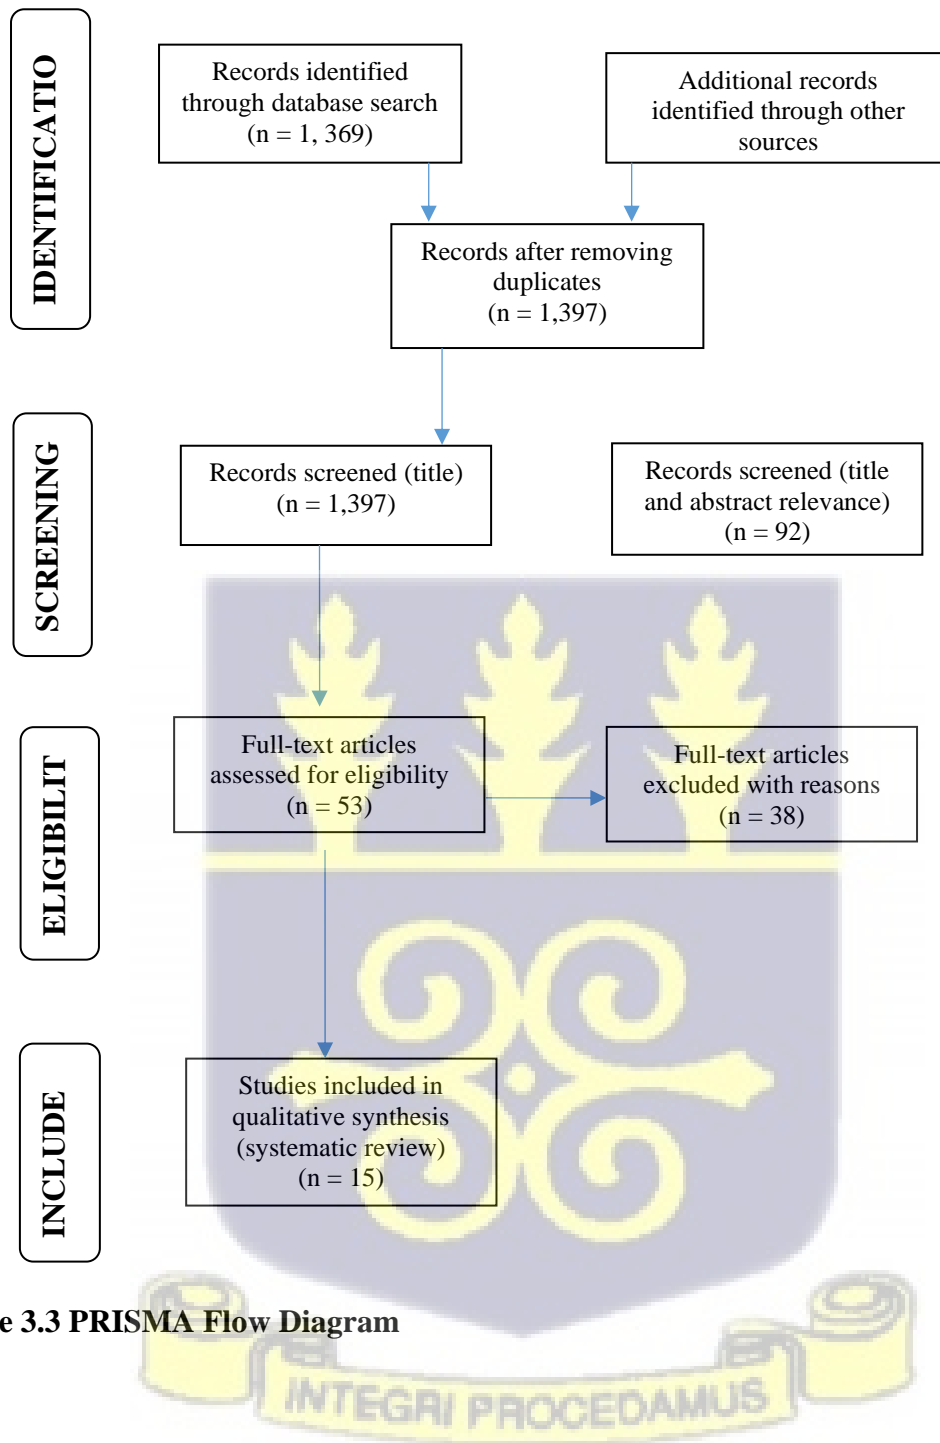 IDENTIFICATIO
Records identified
through database search
(n = 1, 369)
Additional records
identified through other
sources
Records after removing
duplicates
(n = 1,397)
SCREENING
Records screened (title)
(n = 1,397)
Records screened (title
and abstract relevance)
(n = 92)
ELIGIBILIT
Full-text articles
assessed for eligibility
(n = 53)
Full-text articles
excluded with reasons
(n = 38)
INCLUDE
Studies included in
qualitative synthesis
(systematic review)
(n = 15)
e 3.3 PRISMA Flow Diagram
INTEGRI PROCEDAMUS